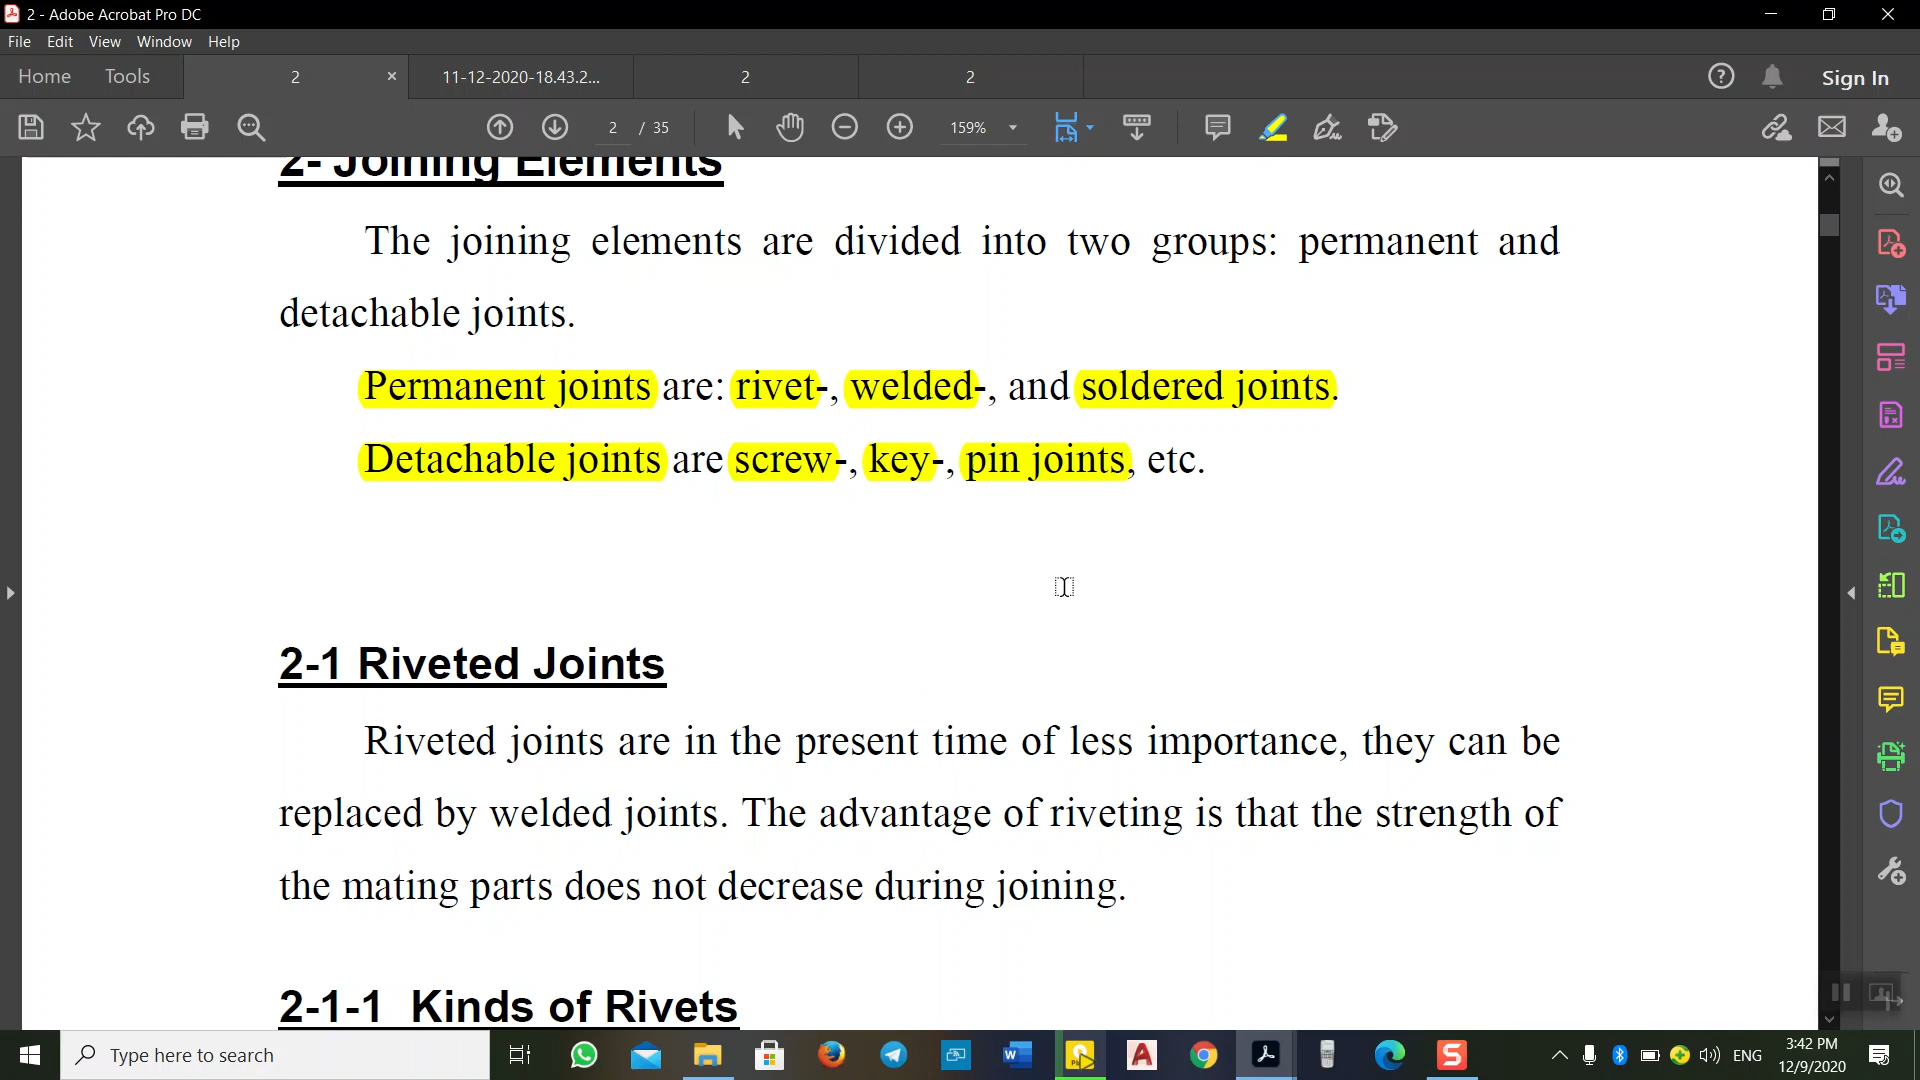 2 - Adobe Acrobat Pro DC
File Edit View Window Help
Home Tools 2 11-12-2020-18.43.2... 2 2 Sign In
2 / 35 159%
2- Joining Elements
The joining elements are divided into two groups: permanent and
detachable joints.
Permanent joints are: rivet-, welded-, and soldered joints.
Detachable joints are screw-, key-, pin joints, etc.
2-1 Riveted Joints
Riveted joints are in the present time of less importance, they can be
replaced by welded joints. The advantage of riveting is that the strength of
the mating parts does not decrease during joining.
2-1-1 Kinds of Rivets
Type here to search
ENG
3:42 PM
12/9/2020